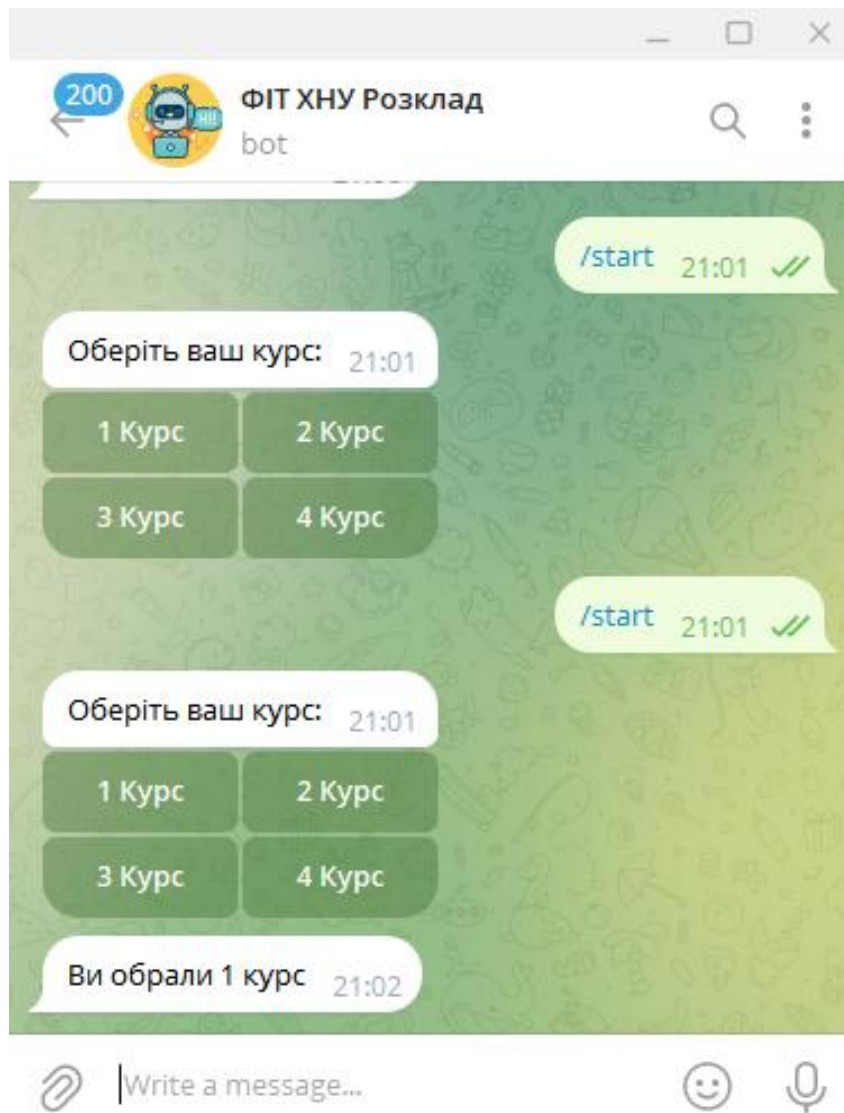 200
ФІТ ХНУ Розклад
bot
HI!
/start 21:01
Оберіть ваш курс: 21:01
1 Курс 2 Курс
3 Курс 4 Курс
/start 21:01
Оберіть ваш курс: 21:01
1 Курс 2 Курс
3 Курс 4 Курс
Ви обрали 1 курс 21:02
Write a message...